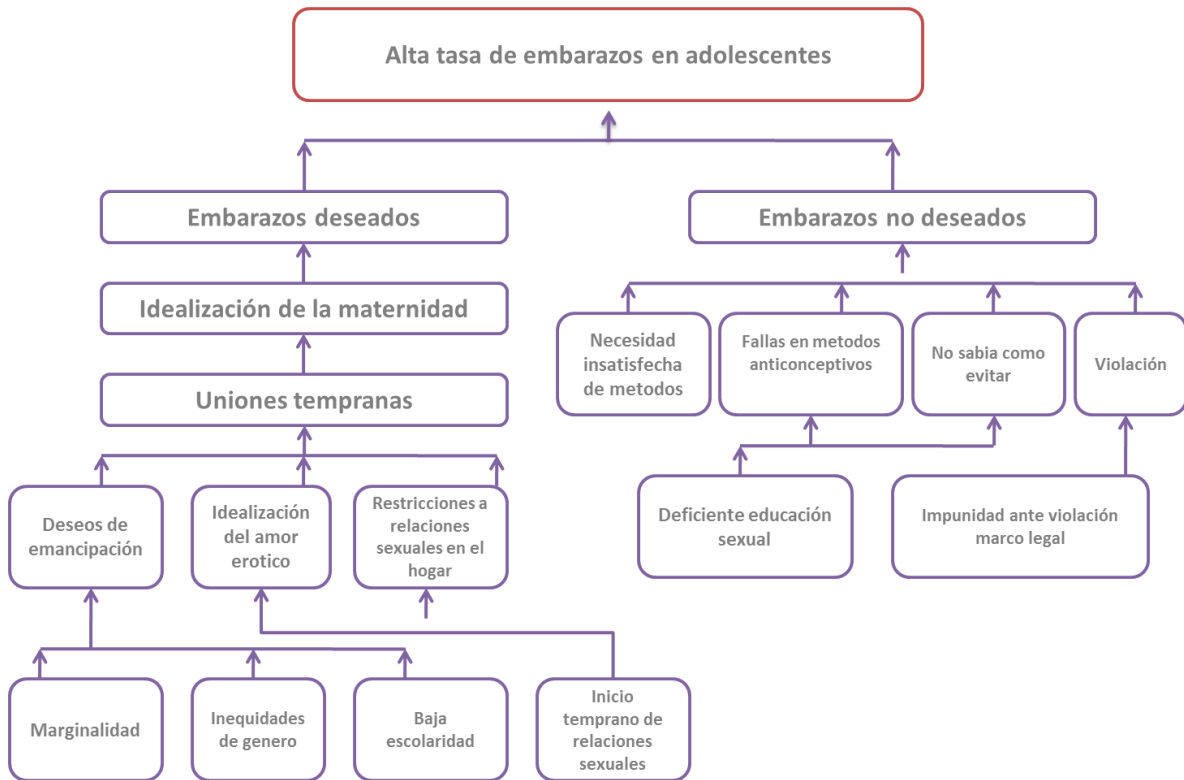 Alta tasa de embarazos en adolescentes
Embarazos deseados
Embarazos no deseados
Idealización de la maternidad
Uniones tempranas
Necesidad
insatisfecha
de metodos
Fallas en metodos
anticonceptivos
No sabia como
evitar
Violación
Deseos de
emancipación
Idealización
del amor
erotico
Restricciones a
relaciones
sexuales en el
hogar
Deficiente educación
sexual
Impunidad ante violación
marco legal
Marginalidad
Inequidades
de genero
Baja
escolaridad
Inicio
temprano de
relaciones
sexuales